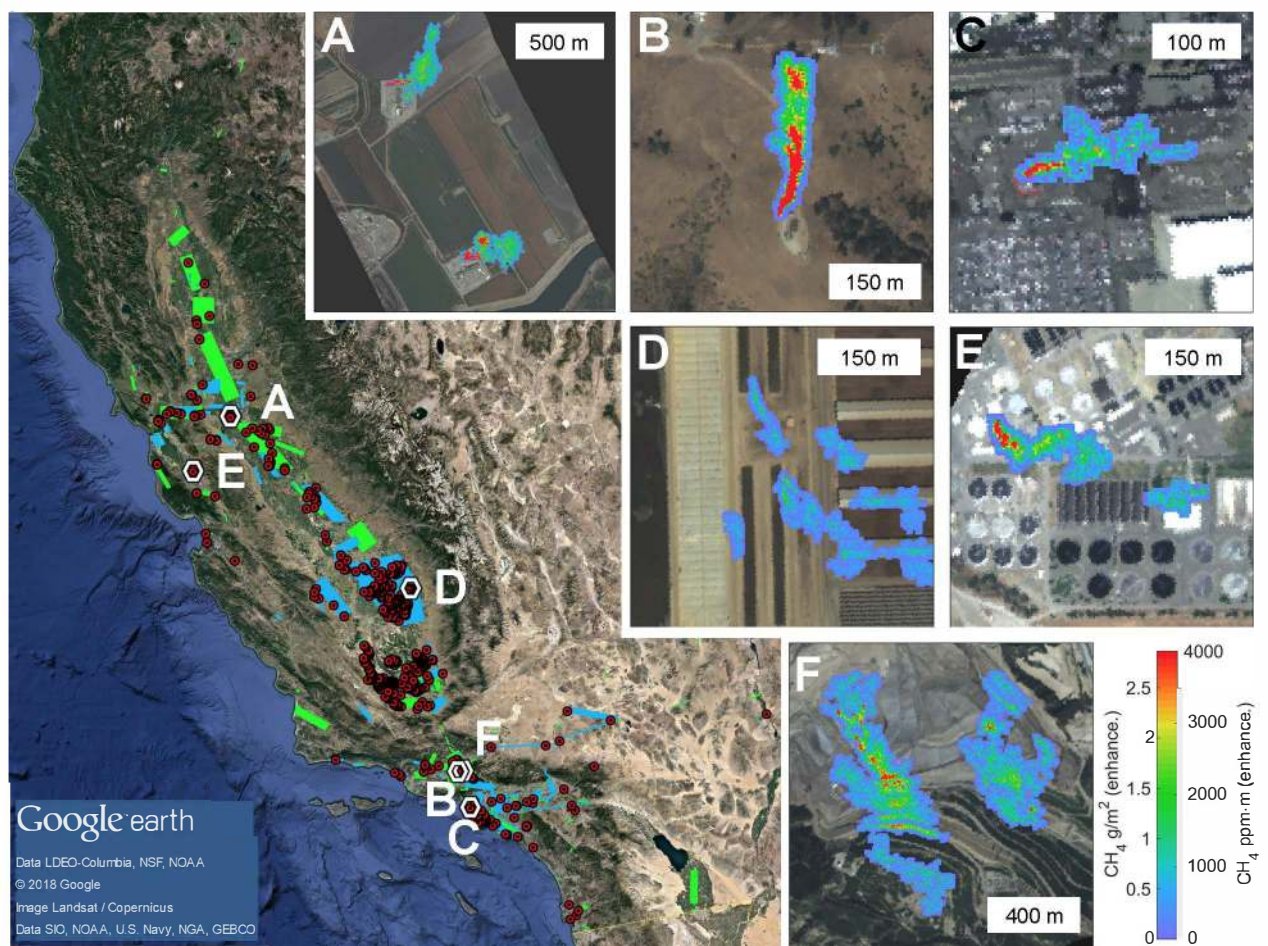 A
500 m
B
150 m
C
100 m
D
150 m
E
150 m
F
400 m
A
E
D
F
B
C
Google earth
Data LDEO-Columbia, NSF, NOAA
© 2018 Google
Image Landsat / Copernicus
Data SIO, NOAA, U.S. Navy, NGA, GEBCO
CH4 g/m² (enhance.)
2.5
2
1.5
1
0.5
0
4000
3000
2000
1000
0
CH4 ppm·m (enhance.)